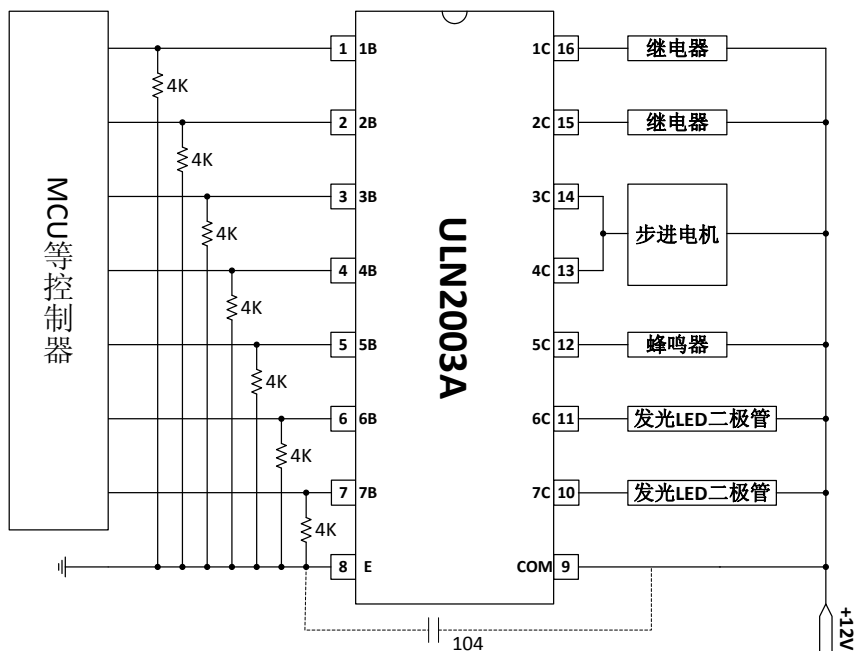 MCU等控制器
4K
4K
4K
4K
4K
4K
4K
ULN2003A
1 1B 1C 16 继电器
2 2B 2C 15 继电器
3 3B 3C 14
步进电机
4 4B 4C 13
5 5B 5C 12 蜂鸣器
6 6B 6C 11 发光LED二极管
7 7B 7C 10 发光LED二极管
8 E COM 9
104
+12V